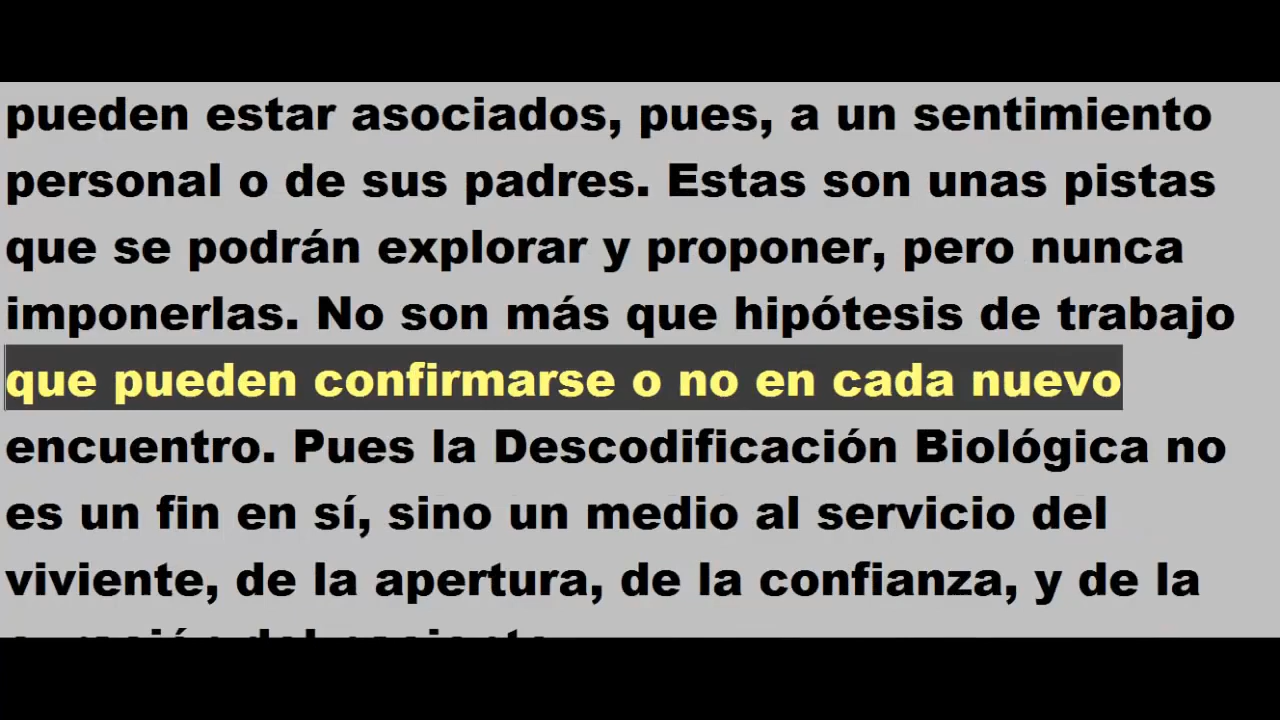 pueden estar asociados, pues, a un sentimiento
personal o de sus padres. Estas son unas pistas
que se podrán explorar y proponer, pero nunca
imponerlas. No son más que hipótesis de trabajo
que pueden confirmarse o no en cada nuevo
encuentro. Pues la Descodificación Biológica no
es un fin en sí, sino un medio al servicio del
viviente, de la apertura, de la confianza, y de la